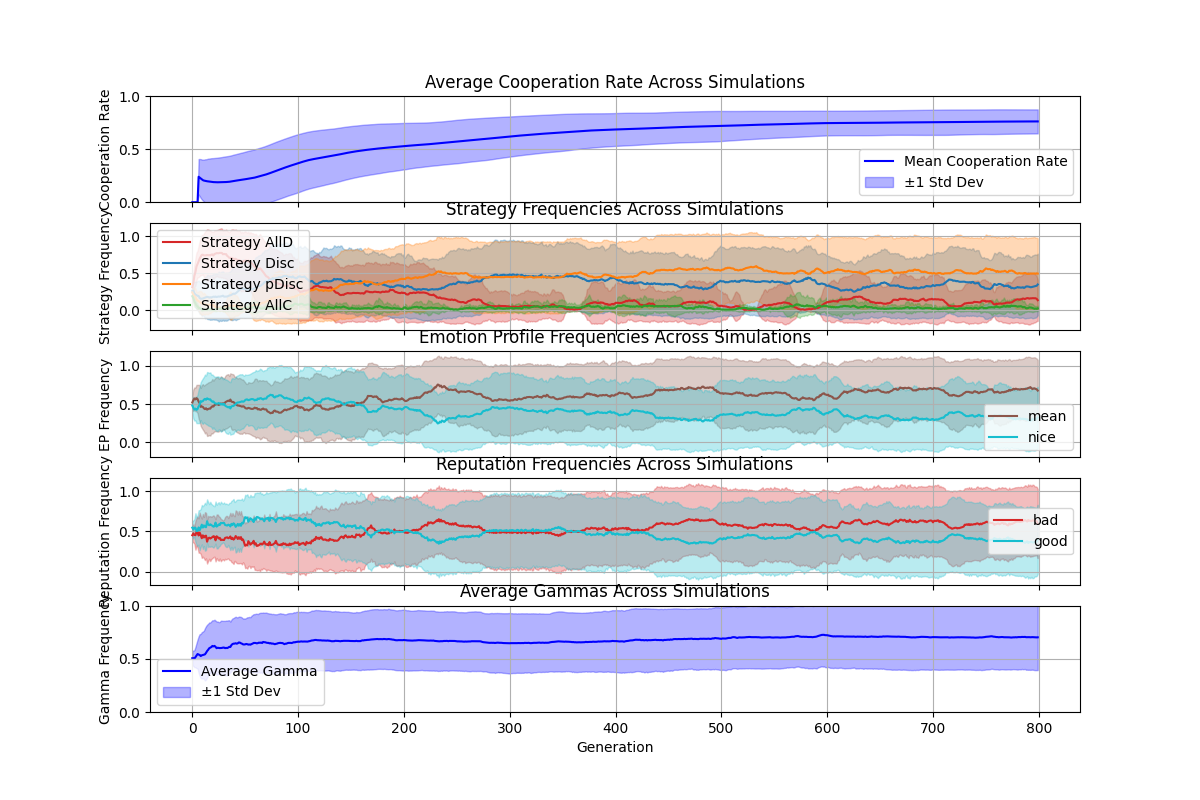 Average Cooperation Rate Across Simulations
Cooperation Rate
1.0
0.5
0.0
Mean Cooperation Rate
±1 Std Dev
Strategy Frequencies Across Simulations
Strategy Frequency
1.0
0.5
0.0
Strategy AllD
Strategy Disc
Strategy pDisc
Strategy AllC
Emotion Profile Frequencies Across Simulations
EP Frequency
1.0
0.5
0.0
mean
nice
Reputation Frequencies Across Simulations
Reputation Frequency
1.0
0.5
0.0
bad
good
Average Gammas Across Simulations
Gamma Frequency
1.0
0.5
0.0
Average Gamma
±1 Std Dev
0 100 200 300 400 500 600 700 800
Generation